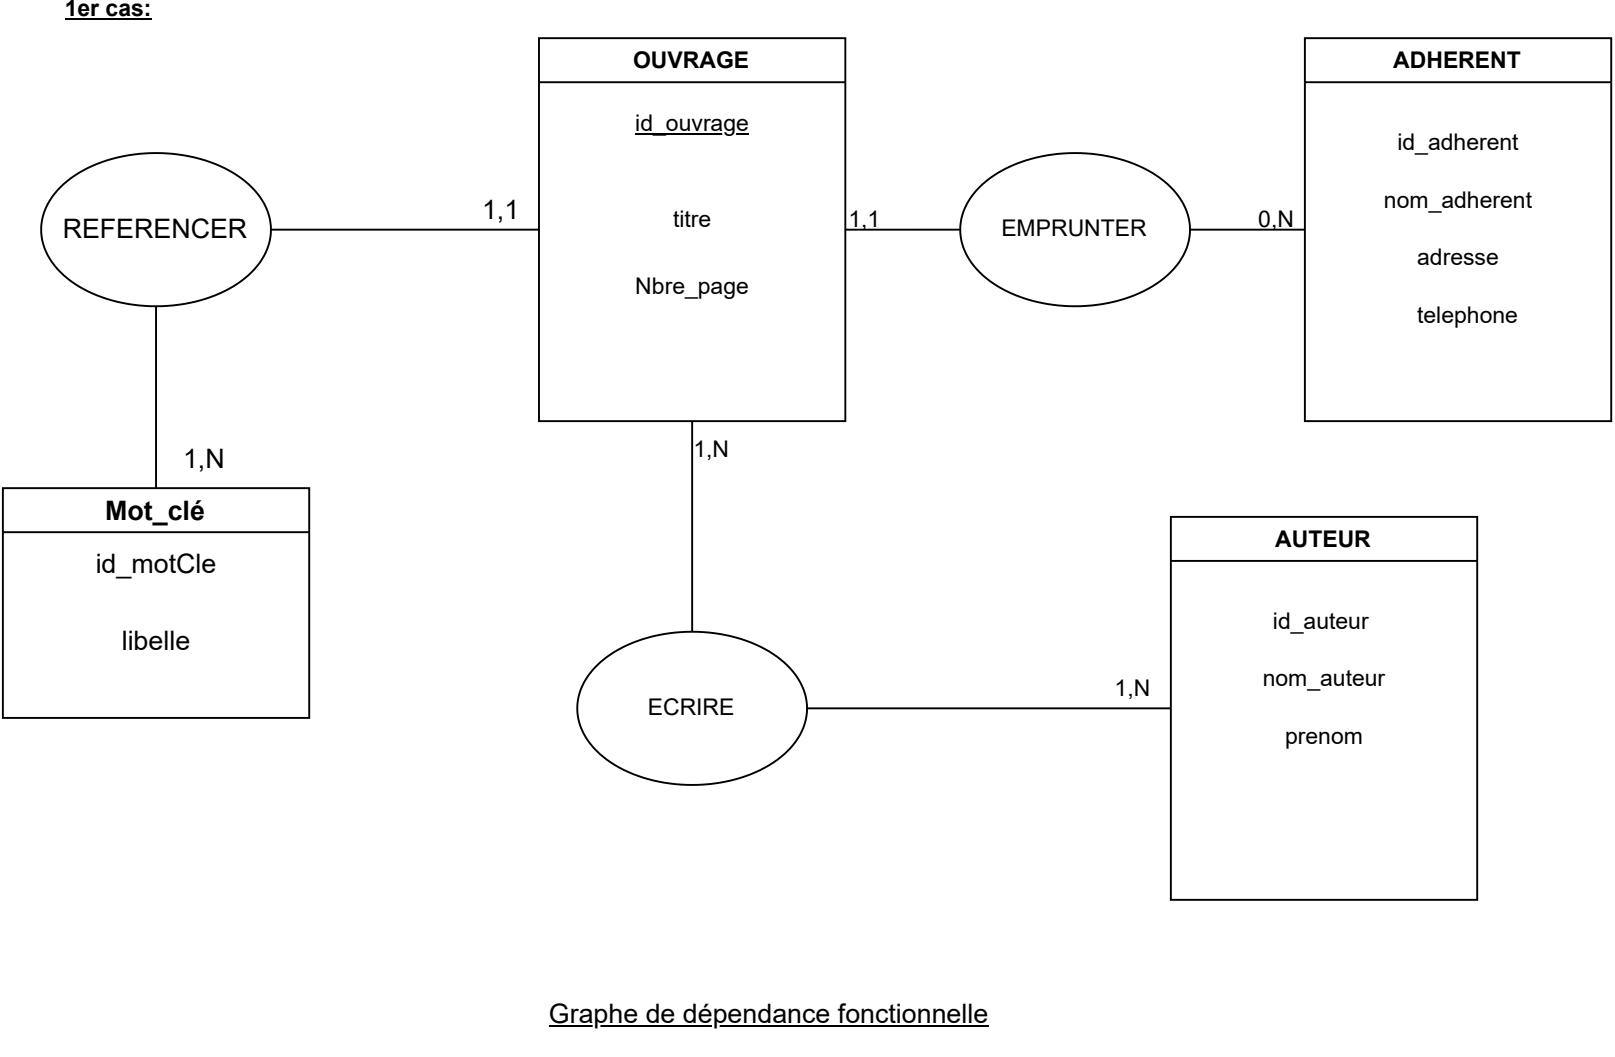 1er cas:
OUVRAGE
id_ouvrage
titre
Nbre_page
ADHERENT
id_adherent
nom_adherent
adresse
telephone
REFERENCER
1,1
1,1
EMPRUNTER
0,N
1,N
Mot_clé
id_motCle
libelle
1,N
ECRIRE
1,N
AUTEUR
id_auteur
nom_auteur
prenom
Graphe de dépendance fonctionnelle